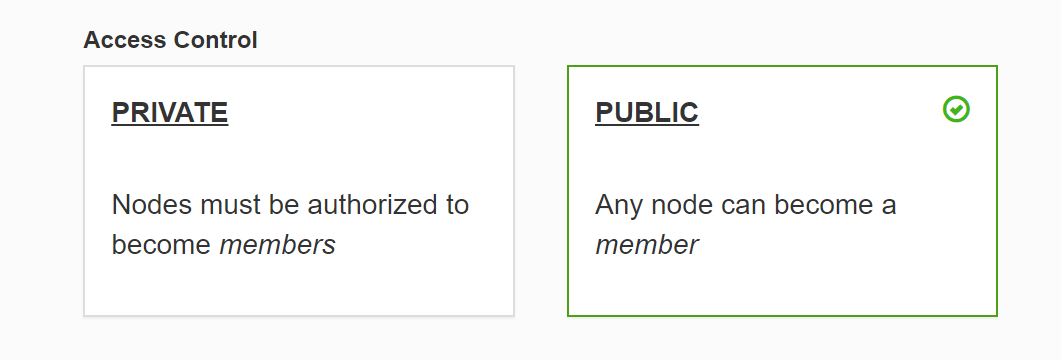 Access Control
PRIVATE
Nodes must be authorized to
become members
PUBLIC
Any node can become a
member